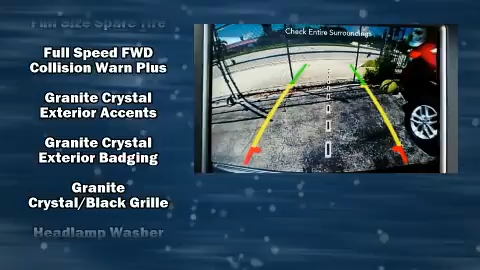 Full Size Spare Tire
Full Speed FWD
Collision Warn Plus
Granite Crystal
Exterior Accents
Granite Crystal
Exterior Badging
Granite
Crystal/Black Grille
Headlamp Washer
Check Entire Surroundings